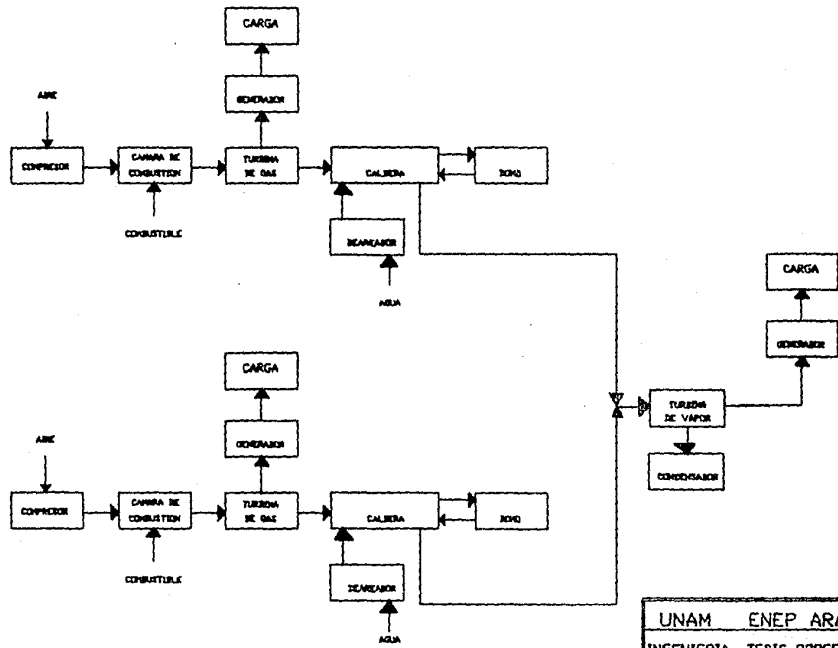 CARGA
GENERADOR
AIRE
COMPRESOR
CAMARA DE
COMBUSTION
TURBINA
DE GAS
CALDERA
DOMO
COMBUSTIBLE
DEAREADOR
AGUA
CARGA
GENERADOR
CARGA
GENERADOR
TURBINA
DE VAPOR
CONDENSADOR
AIRE
COMPRESOR
CAMARA DE
COMBUSTION
TURBINA
DE GAS
CALDERA
DOMO
COMBUSTIBLE
DEAREADOR
AGUA
UNAM ENEP ARA